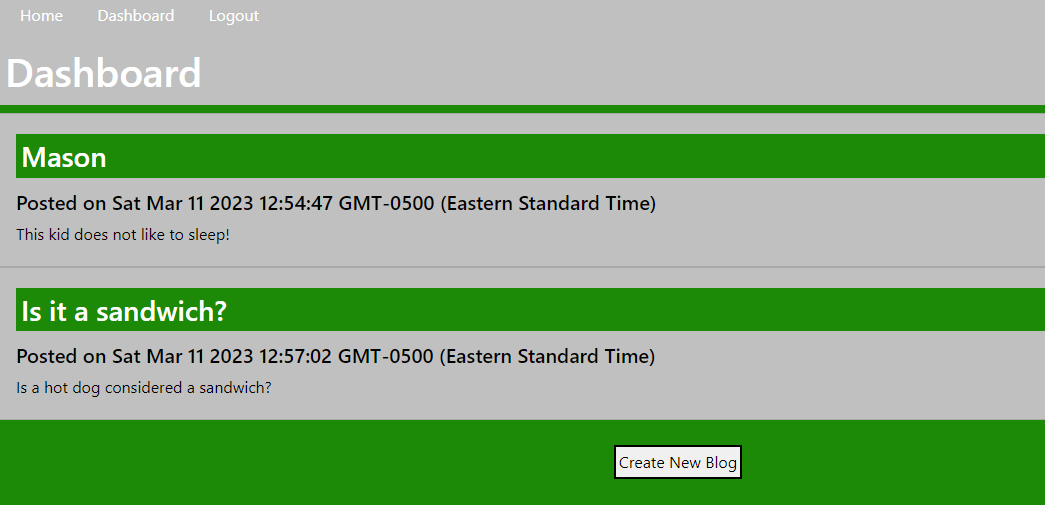 Home Dashboard Logout
Dashboard
Mason
Posted on Sat Mar 11 2023 12:54:47 GMT-0500 (Eastern Standard Time)
This kid does not like to sleep!
Is it a sandwich?
Posted on Sat Mar 11 2023 12:57:02 GMT-0500 (Eastern Standard Time)
Is a hot dog considered a sandwich?
Create New Blog